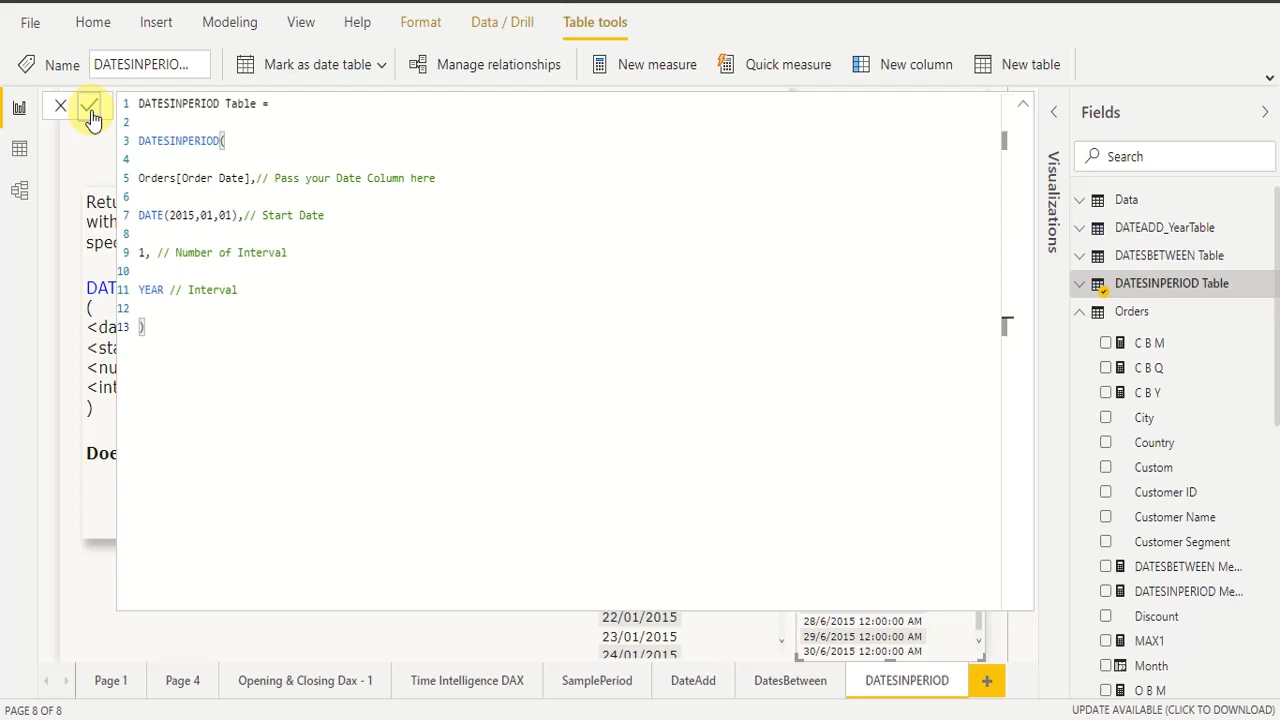 File Home Insert Modeling View Help Format Data / Drill Table tools
Name DATESINPERIO... Mark as date table Manage relationships New measure Quick measure New column New table
1 DATESINPERIOD Table =
2
3 DATESINPERIOD(
4
5 Orders[Order Date],// Pass your Date Column here
6
7 DATE(2015,01,01),// Start Date
8
9 1, // Number of Interval
10
11 YEAR // Interval
12
13 )
Retu
with
spec
DAT
(
<da
<sta
<nu
<int
)
Doe
22/01/2015
23/01/2015
24/01/2015
28/6/2015 12:00:00 AM
29/6/2015 12:00:00 AM
30/6/2015 12:00:00 AM
Visualizations
Fields
Search
Data
DATEADD_YearTable
DATESBETWEEN Table
DATESINPERIOD Table
Orders
C B M
C B Q
C B Y
City
Country
Custom
Customer ID
Customer Name
Customer Segment
DATESBETWEEN Me...
DATESINPERIOD Me...
Discount
MAX1
Month
O B M
Page 1 Page 4 Opening & Closing Dax - 1 Time Intelligence DAX SamplePeriod DateAdd DatesBetween DATESINPERIOD +
PAGE 8 OF 8 UPDATE AVAILABLE (CLICK TO DOWNLOAD)